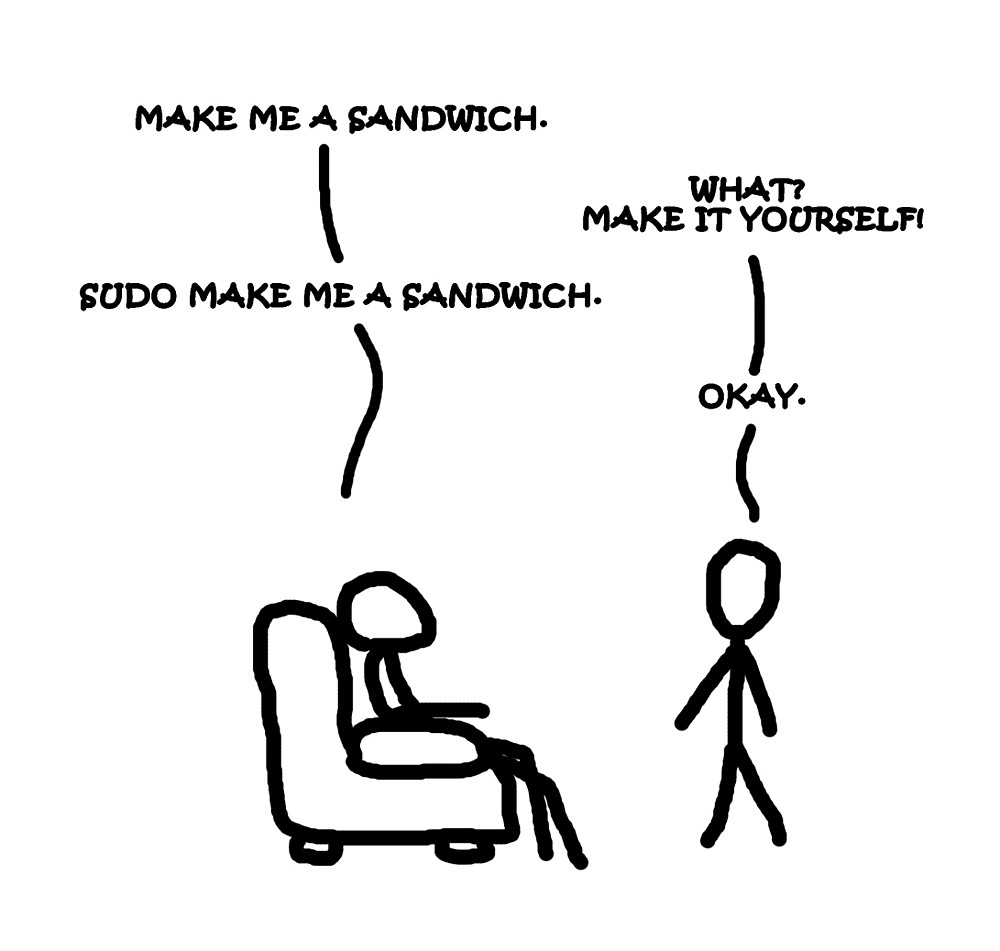 MAKE ME A SANDWICH.
WHAT?
MAKE IT YOURSELF!
SUDO MAKE ME A SANDWICH.
OKAY.